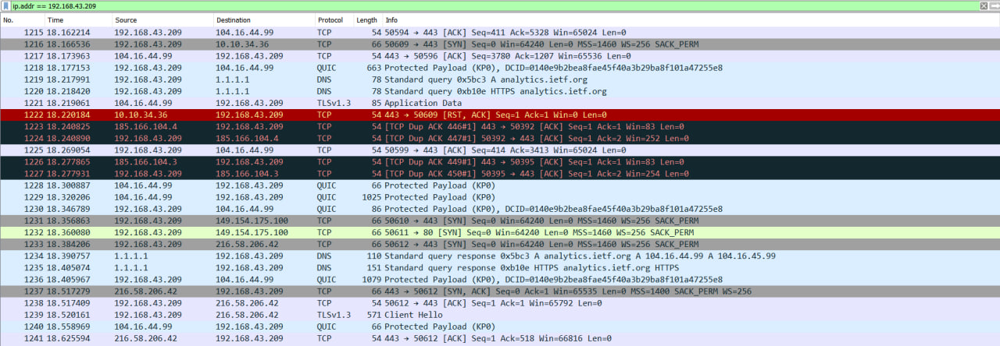 ip.addr == 192.168.43.209
No. Time Source Destination Protocol Length Info
1215 18.162214 192.168.43.209 104.16.44.99 TCP 54 50594 → 443 [ACK] Seq=411 Ack=5328 Win=65024 Len=0
1216 18.166536 192.168.43.209 10.10.34.36 TCP 66 50609 → 443 [SYN] Seq=0 Win=64240 Len=0 MSS=1460 WS=256 SACK_PERM
1217 18.173963 104.16.44.99 192.168.43.209 TCP 54 443 → 50596 [ACK] Seq=3780 Ack=1207 Win=65536 Len=0
1218 18.177153 192.168.43.209 104.16.44.99 QUIC 663 Protected Payload (KP0), DCID=0140e9b2bea8fae45f40a3b29ba8f101a47255e8
1219 18.217991 192.168.43.209 1.1.1.1 DNS 78 Standard query 0x5bc3 A analytics.ietf.org
1220 18.218420 192.168.43.209 1.1.1.1 DNS 78 Standard query 0xb10e HTTPS analytics.ietf.org
1221 18.219061 104.16.44.99 192.168.43.209 TLSv1.3 85 Application Data
1222 18.220184 10.10.34.36 192.168.43.209 TCP 54 443 → 50609 [RST, ACK] Seq=1 Ack=1 Win=0 Len=0
1223 18.240825 185.166.104.4 192.168.43.209 TCP 54 [TCP Dup ACK 446#1] 443 → 50392 [ACK] Seq=1 Ack=1 Win=83 Len=0
1224 18.240890 192.168.43.209 185.166.104.4 TCP 54 [TCP Dup ACK 447#1] 50392 → 443 [ACK] Seq=1 Ack=2 Win=252 Len=0
1225 18.269054 192.168.43.209 104.16.44.99 TCP 54 50599 → 443 [ACK] Seq=414 Ack=3413 Win=65024 Len=0
1226 18.277865 185.166.104.3 192.168.43.209 TCP 54 [TCP Dup ACK 449#1] 443 → 50395 [ACK] Seq=1 Ack=1 Win=83 Len=0
1227 18.277931 192.168.43.209 185.166.104.3 TCP 54 [TCP Dup ACK 450#1] 50395 → 443 [ACK] Seq=1 Ack=2 Win=254 Len=0
1228 18.300887 104.16.44.99 192.168.43.209 QUIC 66 Protected Payload (KP0)
1229 18.320206 104.16.44.99 192.168.43.209 QUIC 1025 Protected Payload (KP0)
1230 18.346789 192.168.43.209 104.16.44.99 QUIC 86 Protected Payload (KP0), DCID=0140e9b2bea8fae45f40a3b29ba8f101a47255e8
1231 18.356863 192.168.43.209 149.154.175.100 TCP 66 50610 → 443 [SYN] Seq=0 Win=64240 Len=0 MSS=1460 WS=256 SACK_PERM
1232 18.360080 192.168.43.209 149.154.175.100 TCP 66 50611 → 80 [SYN] Seq=0 Win=64240 Len=0 MSS=1460 WS=256 SACK_PERM
1233 18.384206 192.168.43.209 216.58.206.42 TCP 66 50612 → 443 [SYN] Seq=0 Win=64240 Len=0 MSS=1460 WS=256 SACK_PERM
1234 18.390757 1.1.1.1 192.168.43.209 DNS 110 Standard query response 0x5bc3 A analytics.ietf.org A 104.16.44.99 A 104.16.45.99
1235 18.405074 1.1.1.1 192.168.43.209 DNS 151 Standard query response 0xb10e HTTPS analytics.ietf.org HTTPS
1236 18.405967 192.168.43.209 104.16.44.99 QUIC 1079 Protected Payload (KP0), DCID=0140e9b2bea8fae45f40a3b29ba8f101a47255e8
1237 18.517279 216.58.206.42 192.168.43.209 TCP 66 443 → 50612 [SYN, ACK] Seq=0 Ack=1 Win=65535 Len=0 MSS=1400 SACK_PERM WS=256
1238 18.517409 192.168.43.209 216.58.206.42 TCP 54 50612 → 443 [ACK] Seq=1 Ack=1 Win=65792 Len=0
1239 18.520162 192.168.43.209 216.58.206.42 TLSv1.3 571 Client Hello
1240 18.558969 104.16.44.99 192.168.43.209 QUIC 66 Protected Payload (KP0)
1241 18.625594 216.58.206.42 192.168.43.209 TCP 54 443 → 50612 [ACK] Seq=1 Ack=518 Win=66816 Len=0